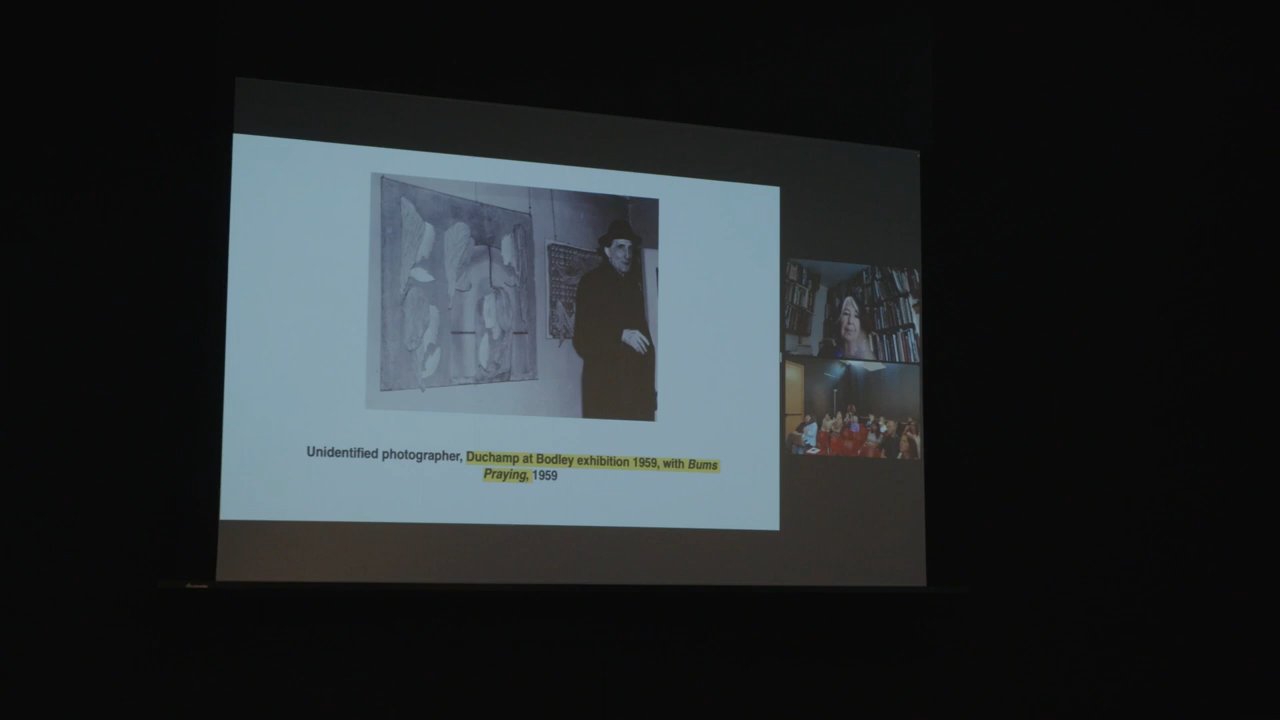 Unidentified photographer, Duchamp at Bodley exhibition 1959, with Bums
Praying, 1959